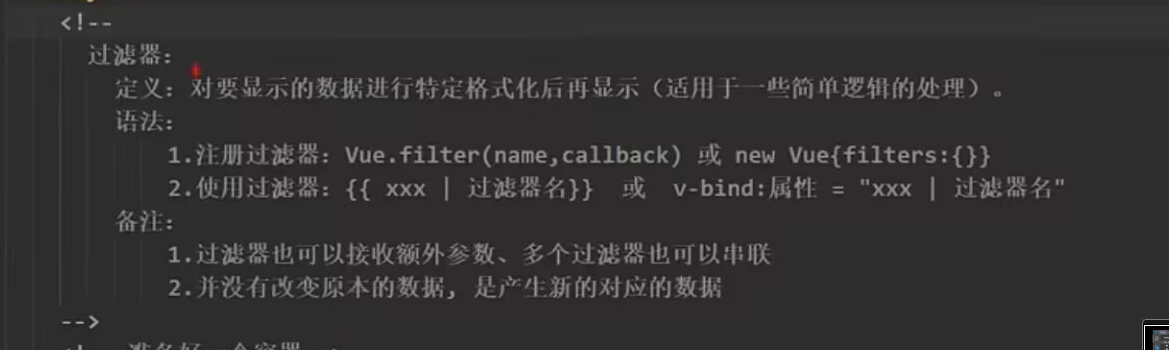 <!--
过滤器：
定义：对要显示的数据进行特定格式化后再显示（适用于一些简单逻辑的处理）。
语法：
1.注册过滤器：Vue.filter(name,callback) 或 new Vue{filters:{}}
2.使用过滤器：{{ xxx | 过滤器名}} 或 v-bind:属性 = "xxx | 过滤器名"
备注：
1.过滤器也可以接收额外参数、多个过滤器也可以串联
2.并没有改变原本的数据, 是产生新的对应的数据
-->